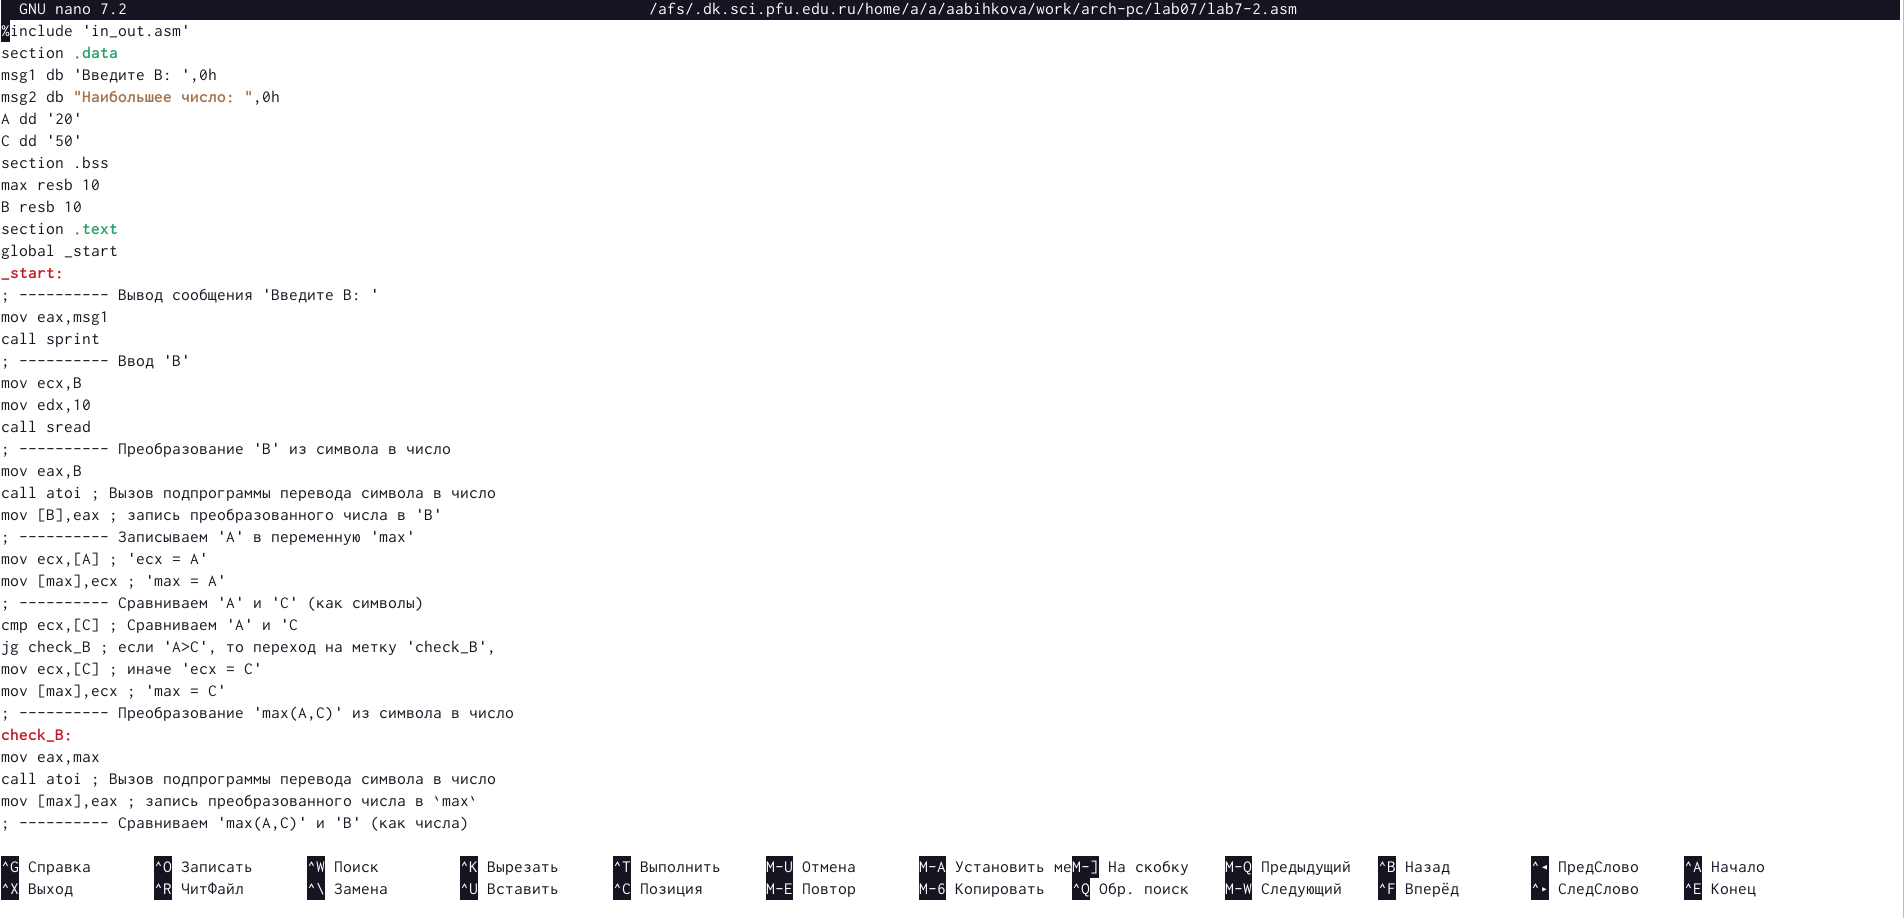 GNU nano 7.2 /afs/.dk.sci.pfu.edu.ru/home/a/a/aabihkova/work/arch-pc/lab07/lab7-2.asm
%include 'in_out.asm'
section .data
msg1 db 'Введите B: ',0h
msg2 db "Наибольшее число: ",0h
A dd '20'
C dd '50'
section .bss
max resb 10
B resb 10
section .text
global _start
_start:
; ---------- Вывод сообщения 'Введите B: '
mov eax,msg1
call sprint
; ---------- Ввод 'B'
mov ecx,B
mov edx,10
call sread
; ---------- Преобразование 'B' из символа в число
mov eax,B
call atoi ; Вызов подпрограммы перевода символа в число
mov [B],eax ; запись преобразованного числа в 'B'
; ---------- Записываем 'A' в переменную 'max'
mov ecx,[A] ; 'ecx = A'
mov [max],ecx ; 'max = A'
; ---------- Сравниваем 'A' и 'С' (как символы)
cmp ecx,[C] ; Сравниваем 'A' и 'С
jg check_B ; если 'A>C', то переход на метку 'check_B',
mov ecx,[C] ; иначе 'ecx = C'
mov [max],ecx ; 'max = C'
; ---------- Преобразование 'max(A,C)' из символа в число
check_B:
mov eax,max
call atoi ; Вызов подпрограммы перевода символа в число
mov [max],eax ; запись преобразованного числа в `max`
; ---------- Сравниваем 'max(A,C)' и 'B' (как числа)
^G Справка ^O Записать ^W Поиск ^K Вырезать ^T Выполнить M-U Отмена M-A Установить ме M-] На скобку M-Q Предыдущий ^B Назад ^◂ ПредСлово ^A Начало
^X Выход ^R ЧитФайл ^\ Замена ^U Вставить ^C Позиция M-E Повтор M-6 Копировать ^Q Обр. поиск M-W Следующий ^F Вперёд ^▸ СледСлово ^E Конец